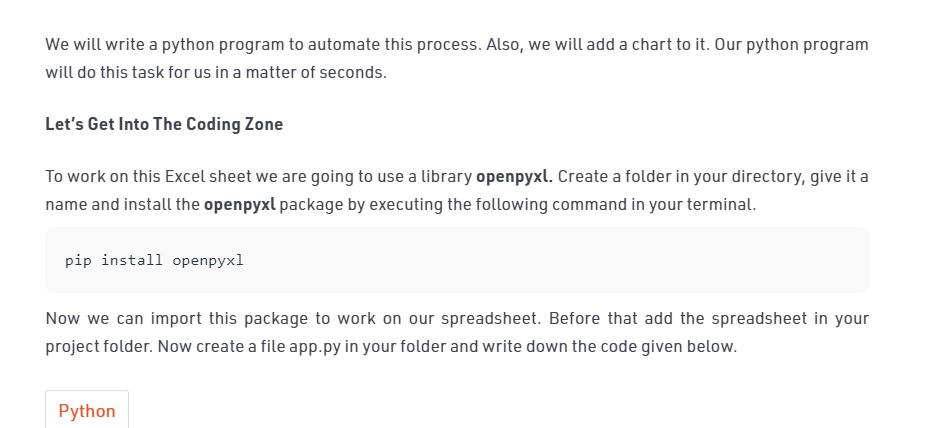 We will write a python program to automate this process. Also, we will add a chart to it. Our python program
will do this task for us in a matter of seconds.
Let's Get Into The Coding Zone
To work on this Excel sheet we are going to use a library openpyxl. Create a folder in your directory, give it a
name and install the openpyxl package by executing the following command in your terminal.
pip install openpyxl
Now we can import this package to work on our spreadsheet. Before that add the spreadsheet in your
project folder. Now create a file app.py in your folder and write down the code given below.
Python